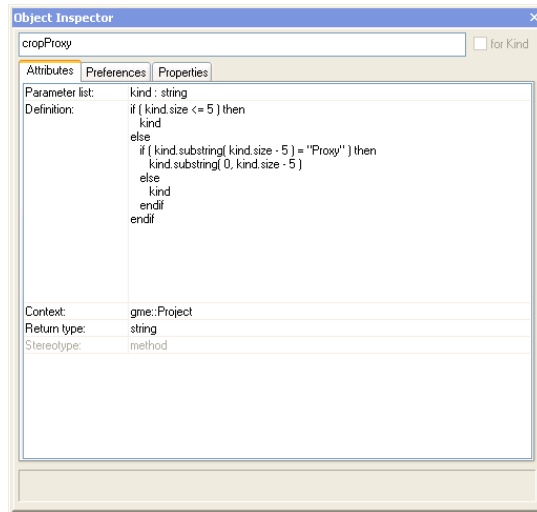 Object Inspector
cropProxy
for Kind
Attributes Preferences Properties
Parameter list: kind : string
Definition: if ( kind.size <= 5 ) then
kind
else
if ( kind.substring( kind.size - 5 ) = "Proxy" ) then
kind.substring( 0, kind.size - 5 )
else
kind
endif
endif
Context: gme::Project
Return type: string
Stereotype: method